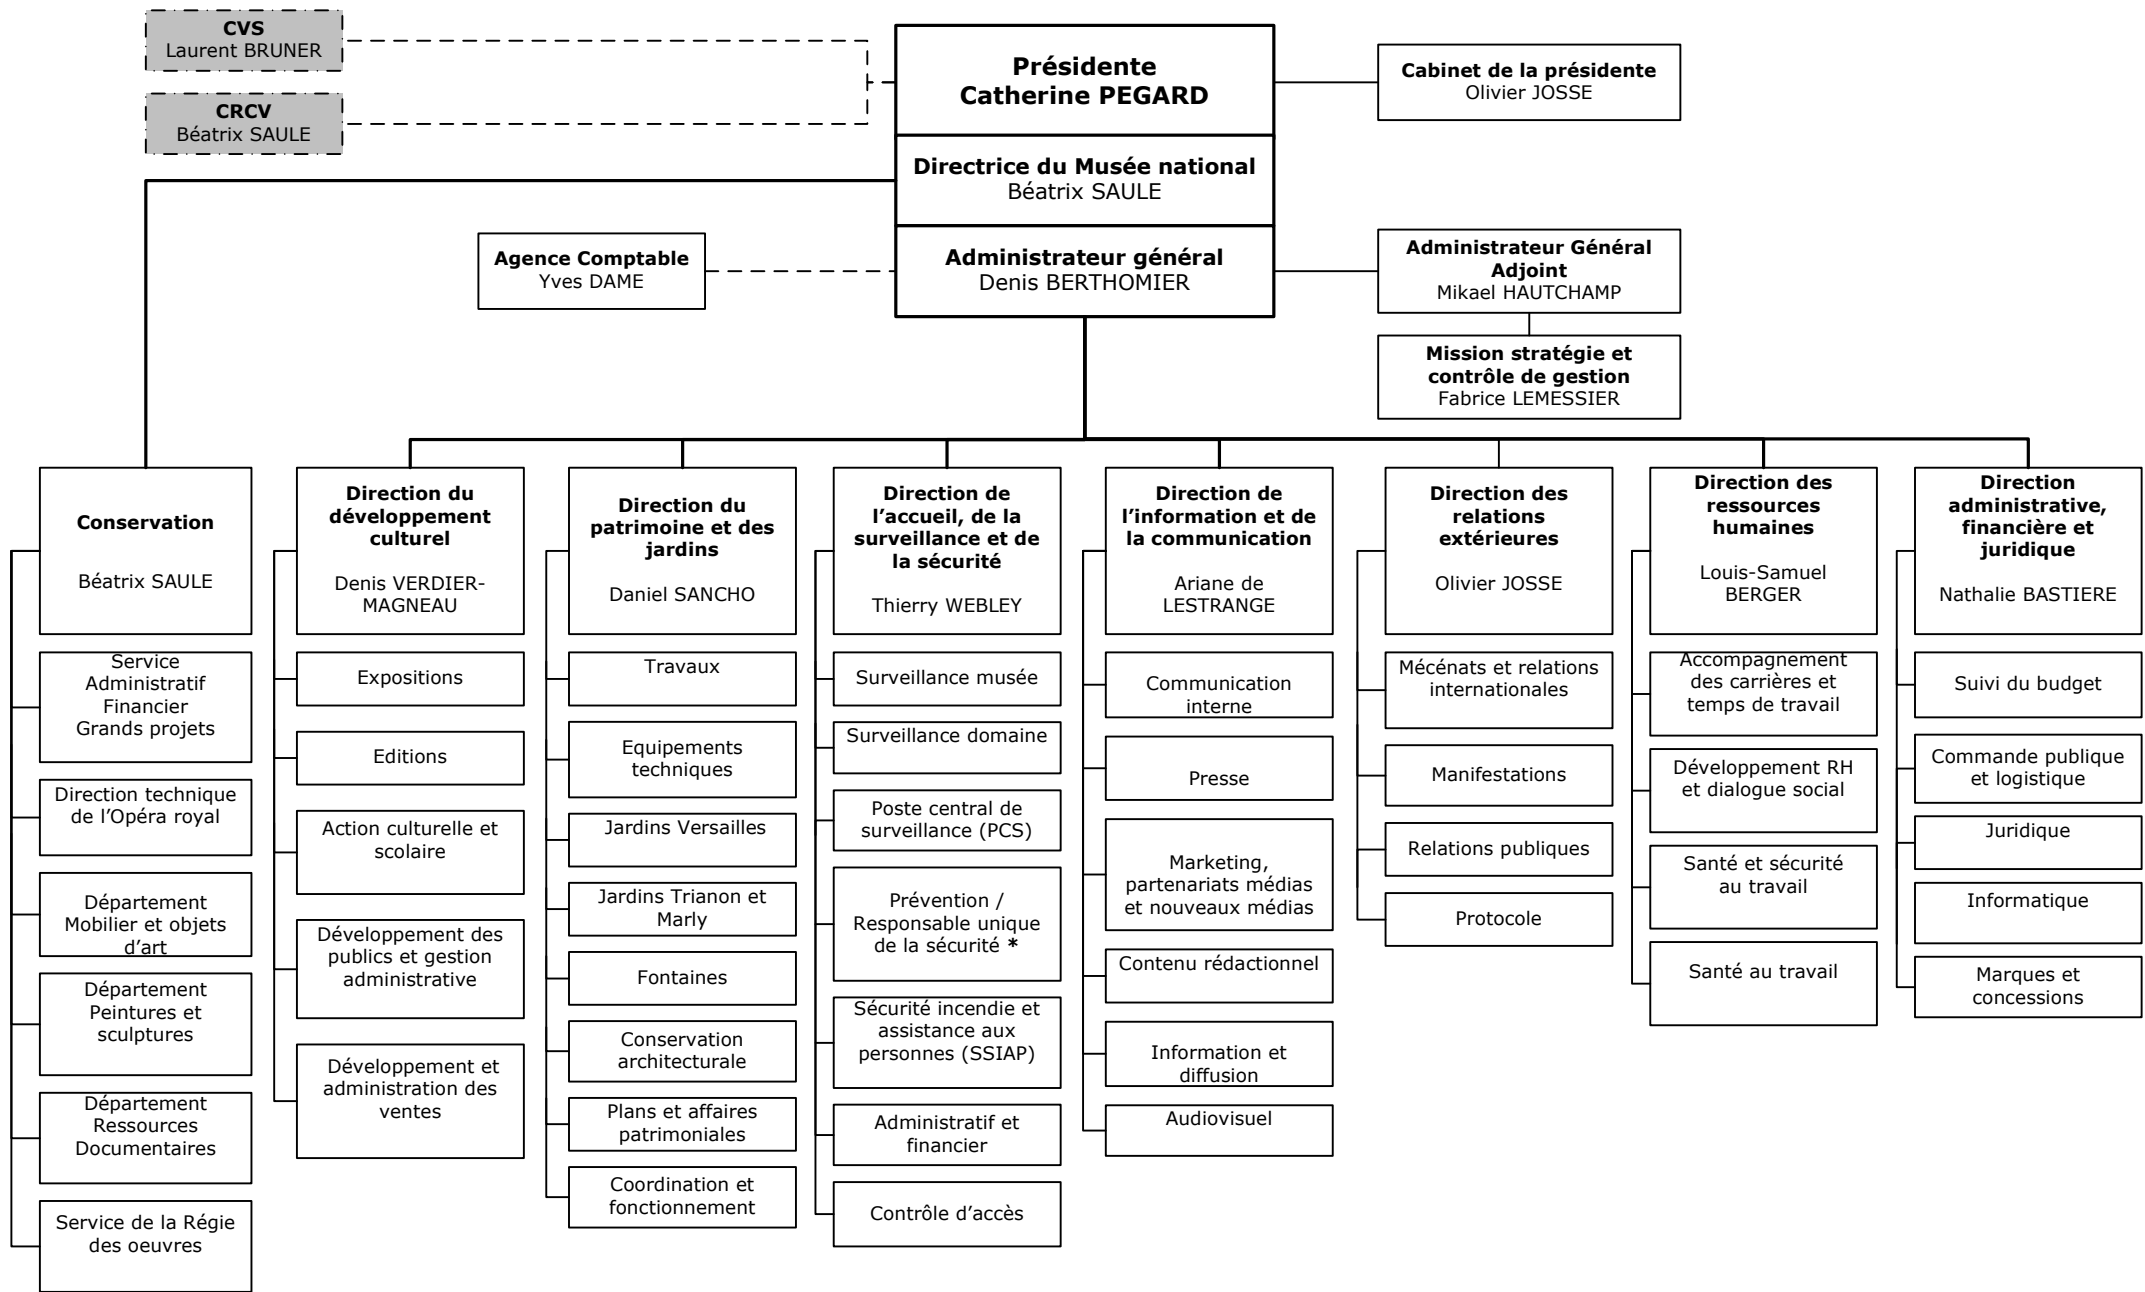 CVS
Laurent BRUNER
CRCV
Béatrix SAULE
Présidente
Catherine PEGARD
Cabinet de la présidente
Olivier JOSSE
Directrice du Musée national
Béatrix SAULE
Agence Comptable
Yves DAME
Administrateur général
Denis BERTHOMIER
Administrateur Général
Adjoint
Mikael HAUTCHAMP
Mission stratégie et
contrôle de gestion
Fabrice LEMESSIER
Conservation
Béatrix SAULE
Service
Administratif
Financier
Grands projets
Direction technique
de l'Opéra royal
Département
Mobilier et objets
d'art
Département
Peintures et
sculptures
Département
Ressources
Documentaires
Service de la Régie
des oeuvres
Direction du
développement
culturel
Denis VERDIER-
MAGNEAU
Expositions
Editions
Action culturelle et
scolaire
Développement des
publics et gestion
administrative
Développement et
administration des
ventes
Direction du
patrimoine et des
jardins
Daniel SANCHO
Travaux
Equipements
techniques
Jardins Versailles
Jardins Trianon et
Marly
Fontaines
Conservation
architecturale
Plans et affaires
patrimoniales
Coordination et
fonctionnement
Direction de
l'accueil, de la
surveillance et de
la sécurité
Thierry WEBLEY
Surveillance musée
Surveillance domaine
Poste central de
surveillance (PCS)
Prévention /
Responsable unique
de la sécurité *
Sécurité incendie et
assistance aux
personnes (SSIAP)
Administratif et
financier
Contrôle d'accès
Direction de
l'information et de
la communication
Ariane de
LESTRANGE
Communication
interne
Presse
Marketing,
partenariats médias
et nouveaux médias
Contenu rédactionnel
Information et
diffusion
Audiovisuel
Direction des
relations
extérieures
Olivier JOSSE
Mécénats et relations
internationales
Manifestations
Relations publiques
Protocole
Direction des
ressources
humaines
Louis-Samuel
BERGER
Accompagnement
des carrières et
temps de travail
Développement RH
et dialogue social
Santé et sécurité
au travail
Santé au travail
Direction
administrative,
financière et
juridique
Nathalie BASTIERE
Suivi du budget
Commande publique
et logistique
Juridique
Informatique
Marques et
concessions